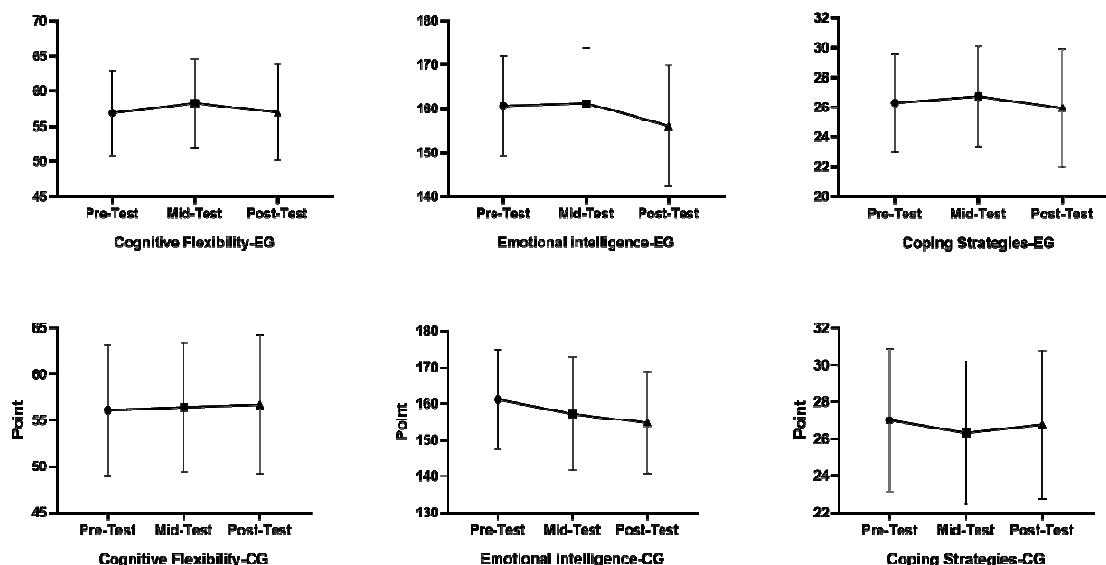 70
65
60
55
50
45
Pre-Test Mid-Test Post-Test
Cognitive Flexibility-EG
180
170
160
150
140
Pre-Test Mid-Test Post-Test
Emotional Intelligence-EG
32
30
28
26
24
22
20
Pre-Test Mid-Test Post-Test
Coping Strategies-EG
65
60
55
50
45
Point
Pre-Test Mid-Test Post-Test
Cognitive Flexibility-CG
180
170
160
150
140
130
Point
Pre-Test Mid-Test Post-Test
Emotional Intelligence-CG
32
30
28
26
24
22
Point
Pre-Test Mid-Test Post-Test
Coping Strategies-CG